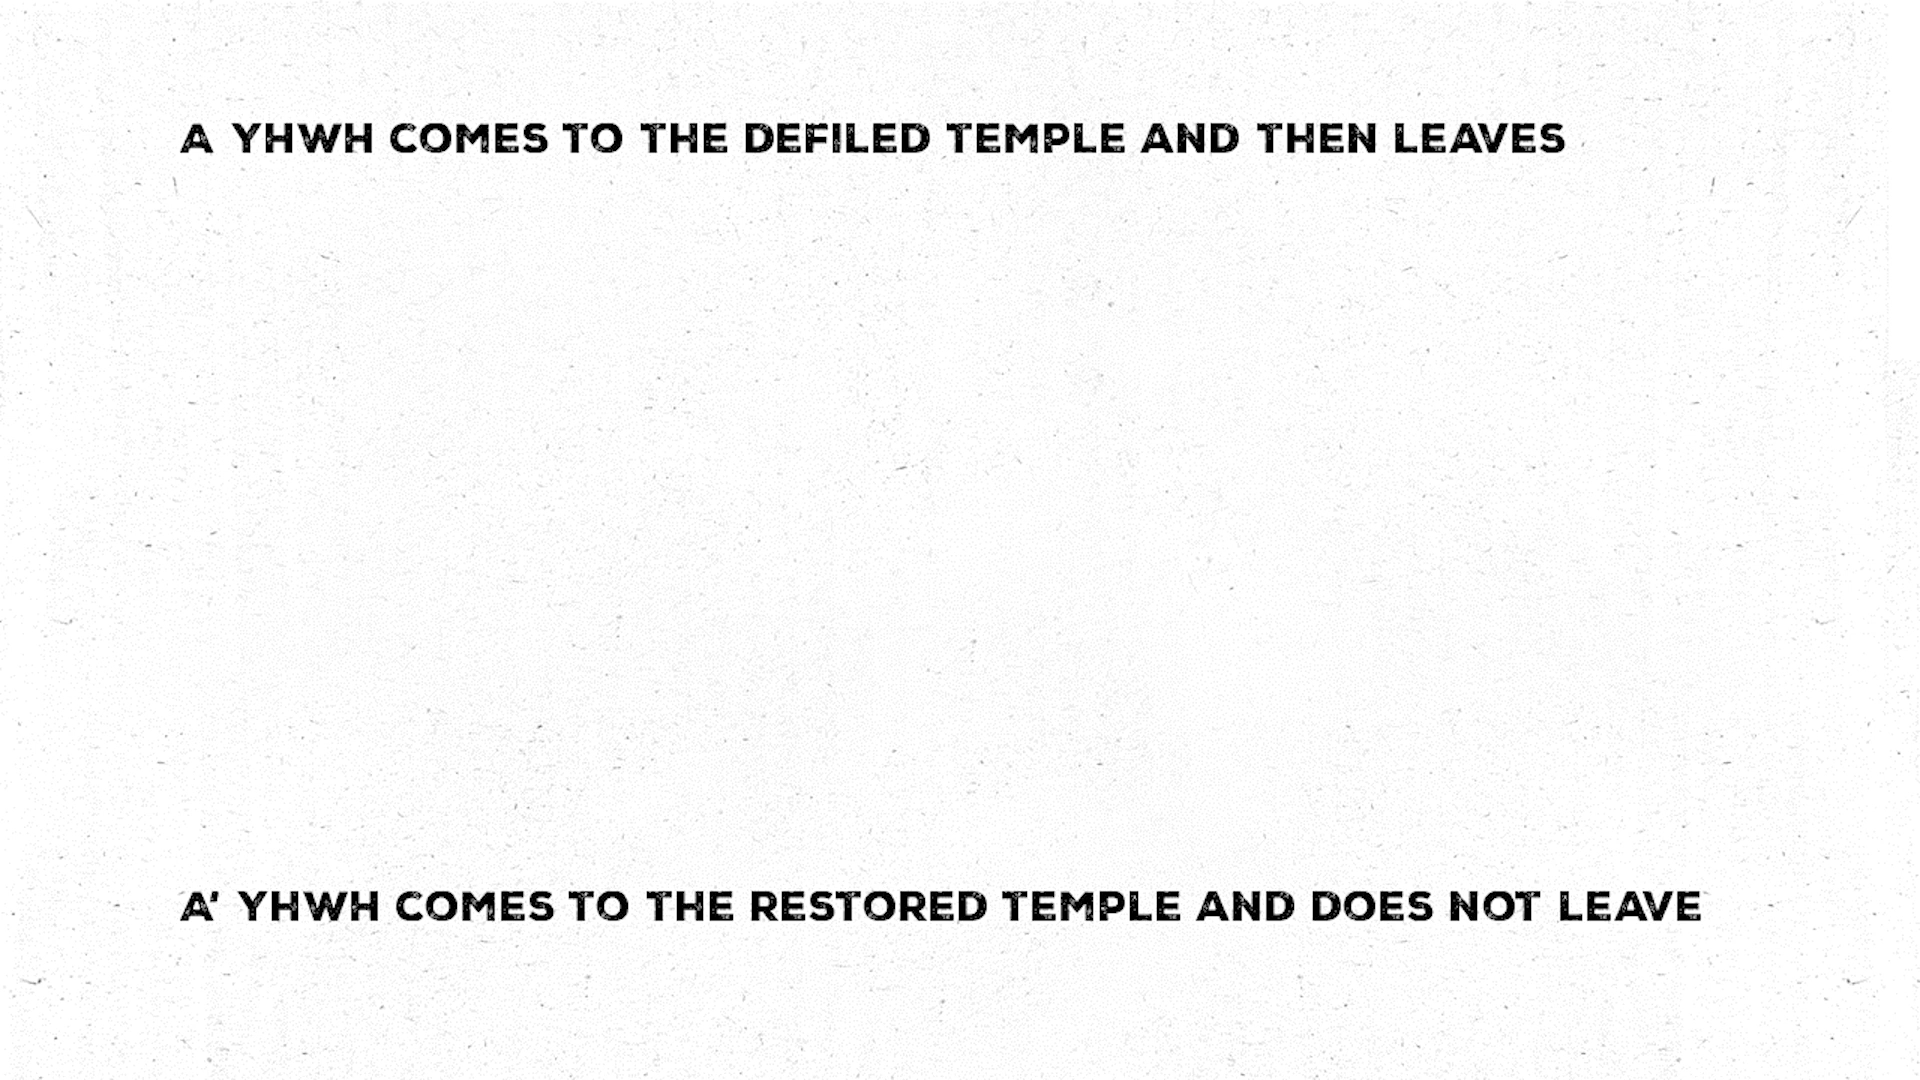 A YHWH COMES TO THE DEFILED TEMPLE AND THEN LEAVES
A' YHWH COMES TO THE RESTORED TEMPLE AND DOES NOT LEAVE